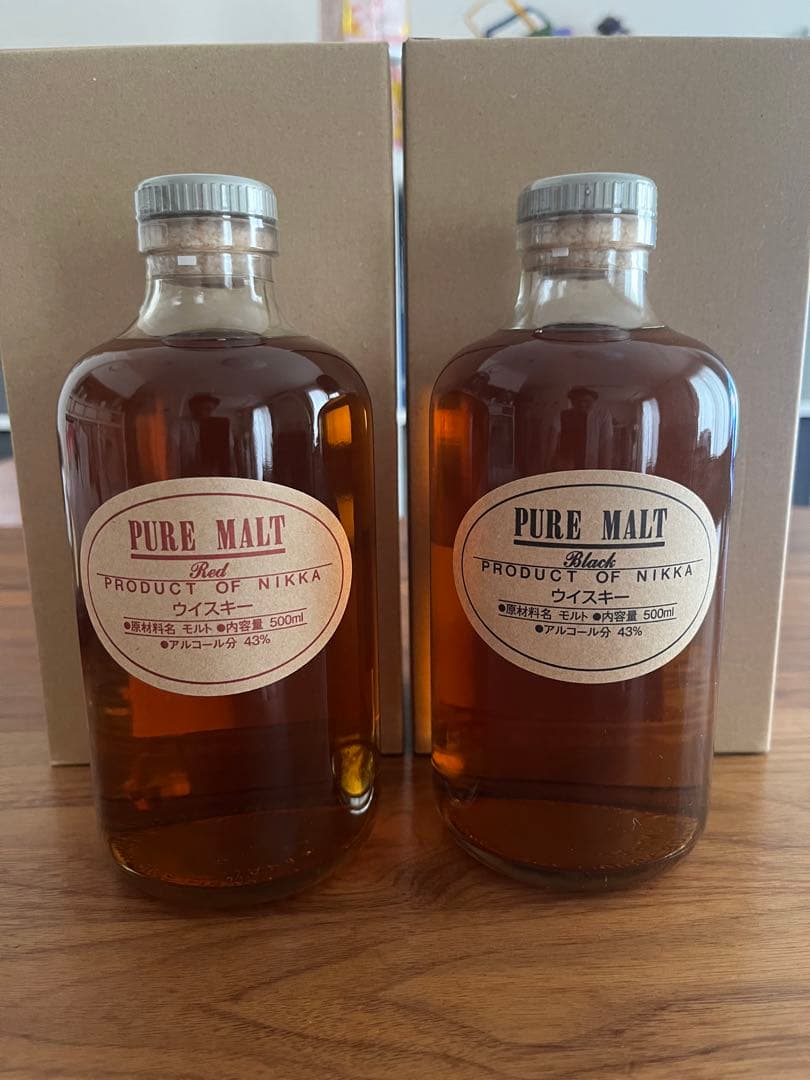 PURE MALT
Red
PRODUCT OF NIKKA
ウイスキー
●原材料名 モルト ●内容量 500ml
●アルコール分 43%
PURE MALT
Black
PRODUCT OF NIKKA
ウイスキー
●原材料名 モルト ●内容量 500ml
●アルコール分 43%